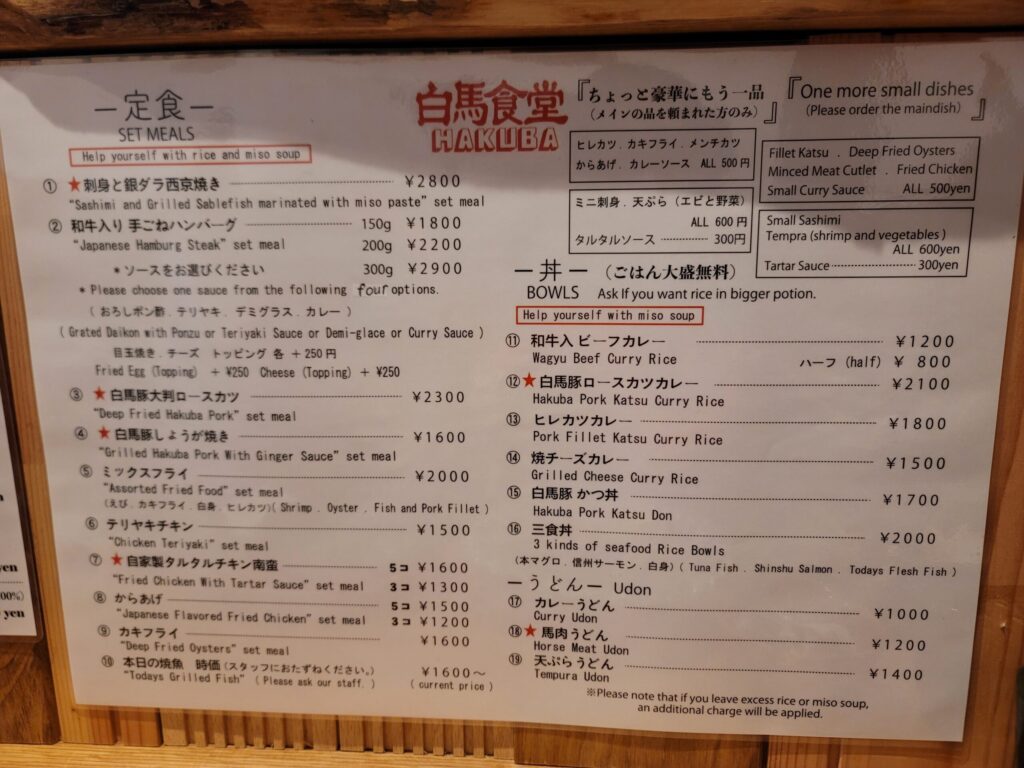 ー定食ー
SET MEALS
Help yourself with rice and miso soup
① ★刺身と銀ダラ西京焼き ¥2800
"Sashimi and Grilled Sablefish marinated with miso paste" set meal
② 和牛入り 手ごねハンバーグ 150g ¥1800
"Japanese Hamburg Steak" set meal 200g ¥2200
＊ソースをお選びください 300g ¥2900
* Please choose one sauce from the following four options.
( おろしポン酢 . テリヤキ . デミグラス . カレー )
( Grated Daikon with Ponzu or Teriyaki Sauce or Demi-glace or Curry Sauce )
目玉焼き . チーズ トッピング 各 ＋250円
Fried Egg (Topping) + ¥250 Cheese (Topping) + ¥250
③ ★白馬豚大判ロースカツ ¥2300
"Deep Fried Hakuba Pork" set meal
④ ★白馬豚しょうが焼き ¥1600
"Grilled Hakuba Pork With Ginger Sauce" set meal
⑤ ミックスフライ ¥2000
"Assorted Fried Food" set meal
(えび . カキフライ . 白身 . ヒレカツ)( Shrimp . Oyster . Fish and Pork Fillet )
⑥ テリヤキチキン ¥1500
"Chicken Teriyaki" set meal
⑦ ★自家製タルタルチキン南蛮 5コ ¥1600
"Fried Chicken With Tartar Sauce" set meal 3コ ¥1300
⑧ からあげ 5コ ¥1500
"Japanese Flavored Fried Chicken" set meal 3コ ¥1200
⑨ カキフライ ¥1600
"Deep Fried Oysters" set meal
⑩ 本日の焼魚 時価 (スタッフにおたずねください。) ¥1600～
"Todays Grilled Fish" ( Please ask our staff. ) ( current price )
白馬食堂
HAKUBA
『ちょっと豪華にもう一品
(メインの品を頼まれた方のみ) 』
ヒレカツ . カキフライ . メンチカツ
からあげ . カレーソース ALL 500円
ミニ刺身 . 天ぷら (エビと野菜)
ALL 600円
タルタルソース 300円
『One more small dishes
(Please order the maindish) 』
Fillet Katsu . Deep Fried Oysters
Minced Meat Cutlet . Fried Chicken
Small Curry Sauce ALL 500yen
Small Sashimi
Tempra (shrimp and vegetables )
ALL 600yen
Tartar Sauce 300yen
ー丼ー (ごはん大盛無料)
BOWLS Ask If you want rice in bigger potion.
Help yourself with miso soup
⑪ 和牛入 ビーフカレー ¥1200
Wagyu Beef Curry Rice ハーフ (half) ¥ 800
⑫★白馬豚ロースカツカレー ¥2100
Hakuba Pork Katsu Curry Rice
⑬ ヒレカツカレー ¥1800
Pork Fillet Katsu Curry Rice
⑭ 焼チーズカレー ¥1500
Grilled Cheese Curry Rice
⑮ 白馬豚 かつ丼 ¥1700
Hakuba Pork Katsu Don
⑯ 三食丼 ¥2000
3 kinds of seafood Rice Bowls
(本マグロ . 信州サーモン . 白身) ( Tuna Fish . Shinshu Salmon . Todays Flesh Fish )
ーうどんー Udon
⑰ カレーうどん ¥1000
Curry Udon
⑱★ 馬肉うどん ¥1200
Horse Meat Udon
⑲ 天ぷらうどん ¥1400
Tempura Udon
※Please note that if you leave excess rice or miso soup,
an additional charge will be applied.
yen
00%)
yen